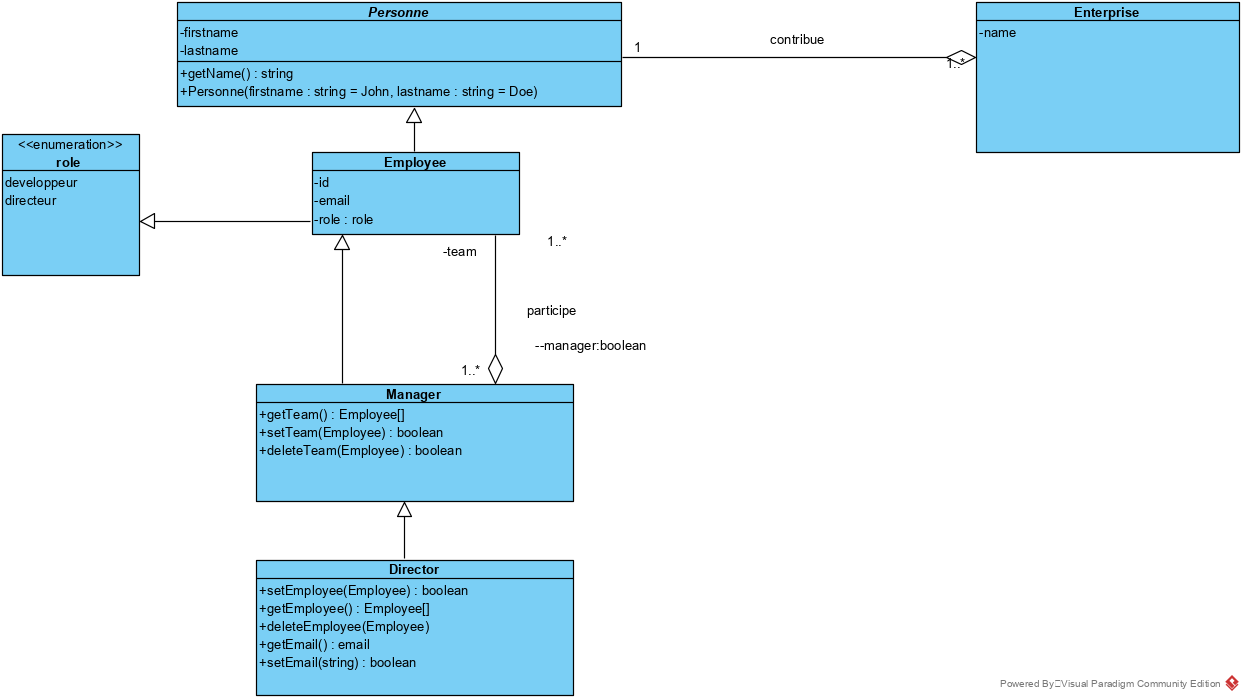 Personne
-firstname
-lastname
+getName() : string
+Personne(firstname : string = John, lastname : string = Doe)
1
contribue
1..*
Enterprise
-name
<<enumeration>>
role
developpeur
directeur
Employee
-id
-email
-role : role
-team
1..*
participe
--manager:boolean
1..*
Manager
+getTeam() : Employee[]
+setTeam(Employee) : boolean
+deleteTeam(Employee) : boolean
Director
+setEmployee(Employee) : boolean
+getEmployee() : Employee[]
+deleteEmployee(Employee)
+getEmail() : email
+setEmail(string) : boolean
Powered By Visual Paradigm Community Edition